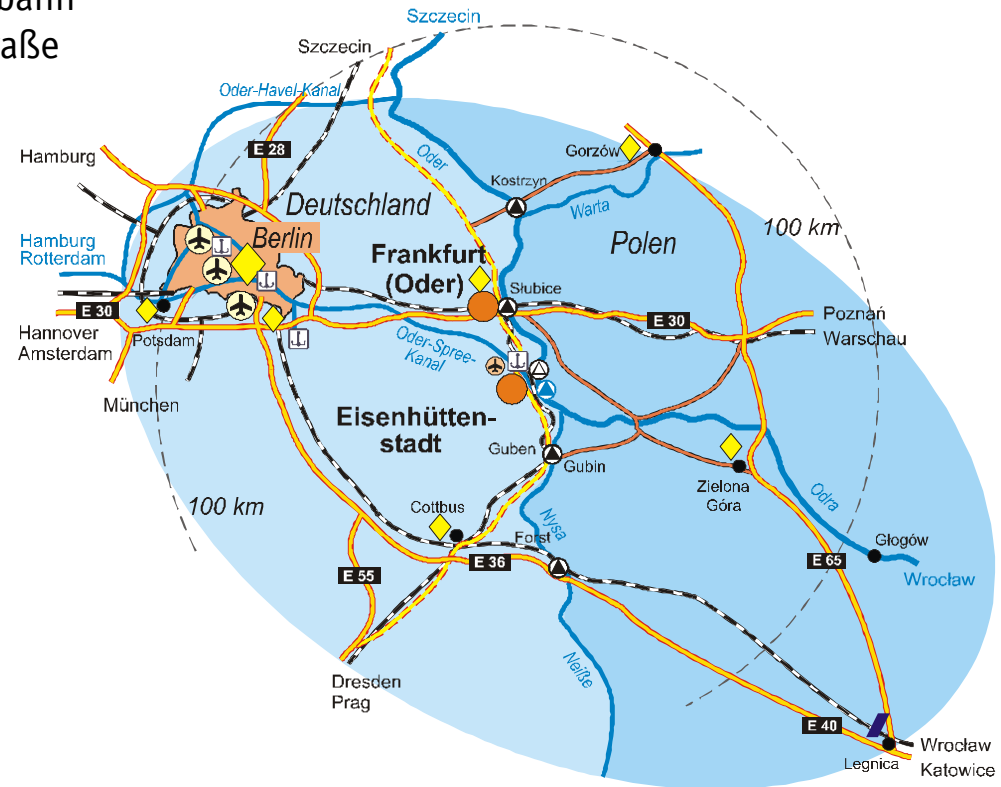 bahn
aße
Szczecin
Szczecin
Oder-Havel-Kanal
Hamburg
E 28
Oder
Gorzów
Kostrzyn
Deutschland
Warta
Hamburg
Rotterdam
Berlin
Frankfurt
(Oder)
Polen
100 km
Słubice
E 30
E 30
Poznań
Warschau
Hannover
Amsterdam
Potsdam
Oder-Spree-
Kanal
München
Eisenhütten-
stadt
Guben
Gubin
Zielona
Góra
Odra
100 km
Cottbus
Nysa
Forst
Głogów
Wrocław
E 36
E 65
E 55
Neiße
Dresden
Prag
E 40
Legnica
Wrocław
Katowice